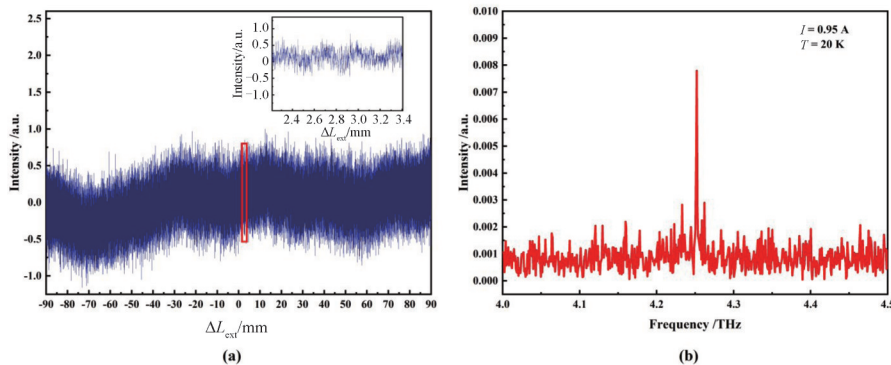 2.5
2.0
1.5
1.0
0.5
0.0
-0.5
-1.0
Intensity /a.u.
-90 -80 -70 -60 -50 -40 -30 -20 -10 0 10 20 30 40 50 60 70 80 90
ΔLext/mm
(a)
1.0
0.5
0
−0.5
−1.0
Intensity/a.u.
2.4 2.6 2.8 3.0 3.2 3.4
ΔLext/mm
0.010
0.009
0.008
0.007
0.006
0.005
0.004
0.003
0.002
0.001
0.000
Intensity /a.u.
I = 0.95 A
T = 20 K
4.0 4.1 4.2 4.3 4.4 4.5
Frequency /THz
(b)